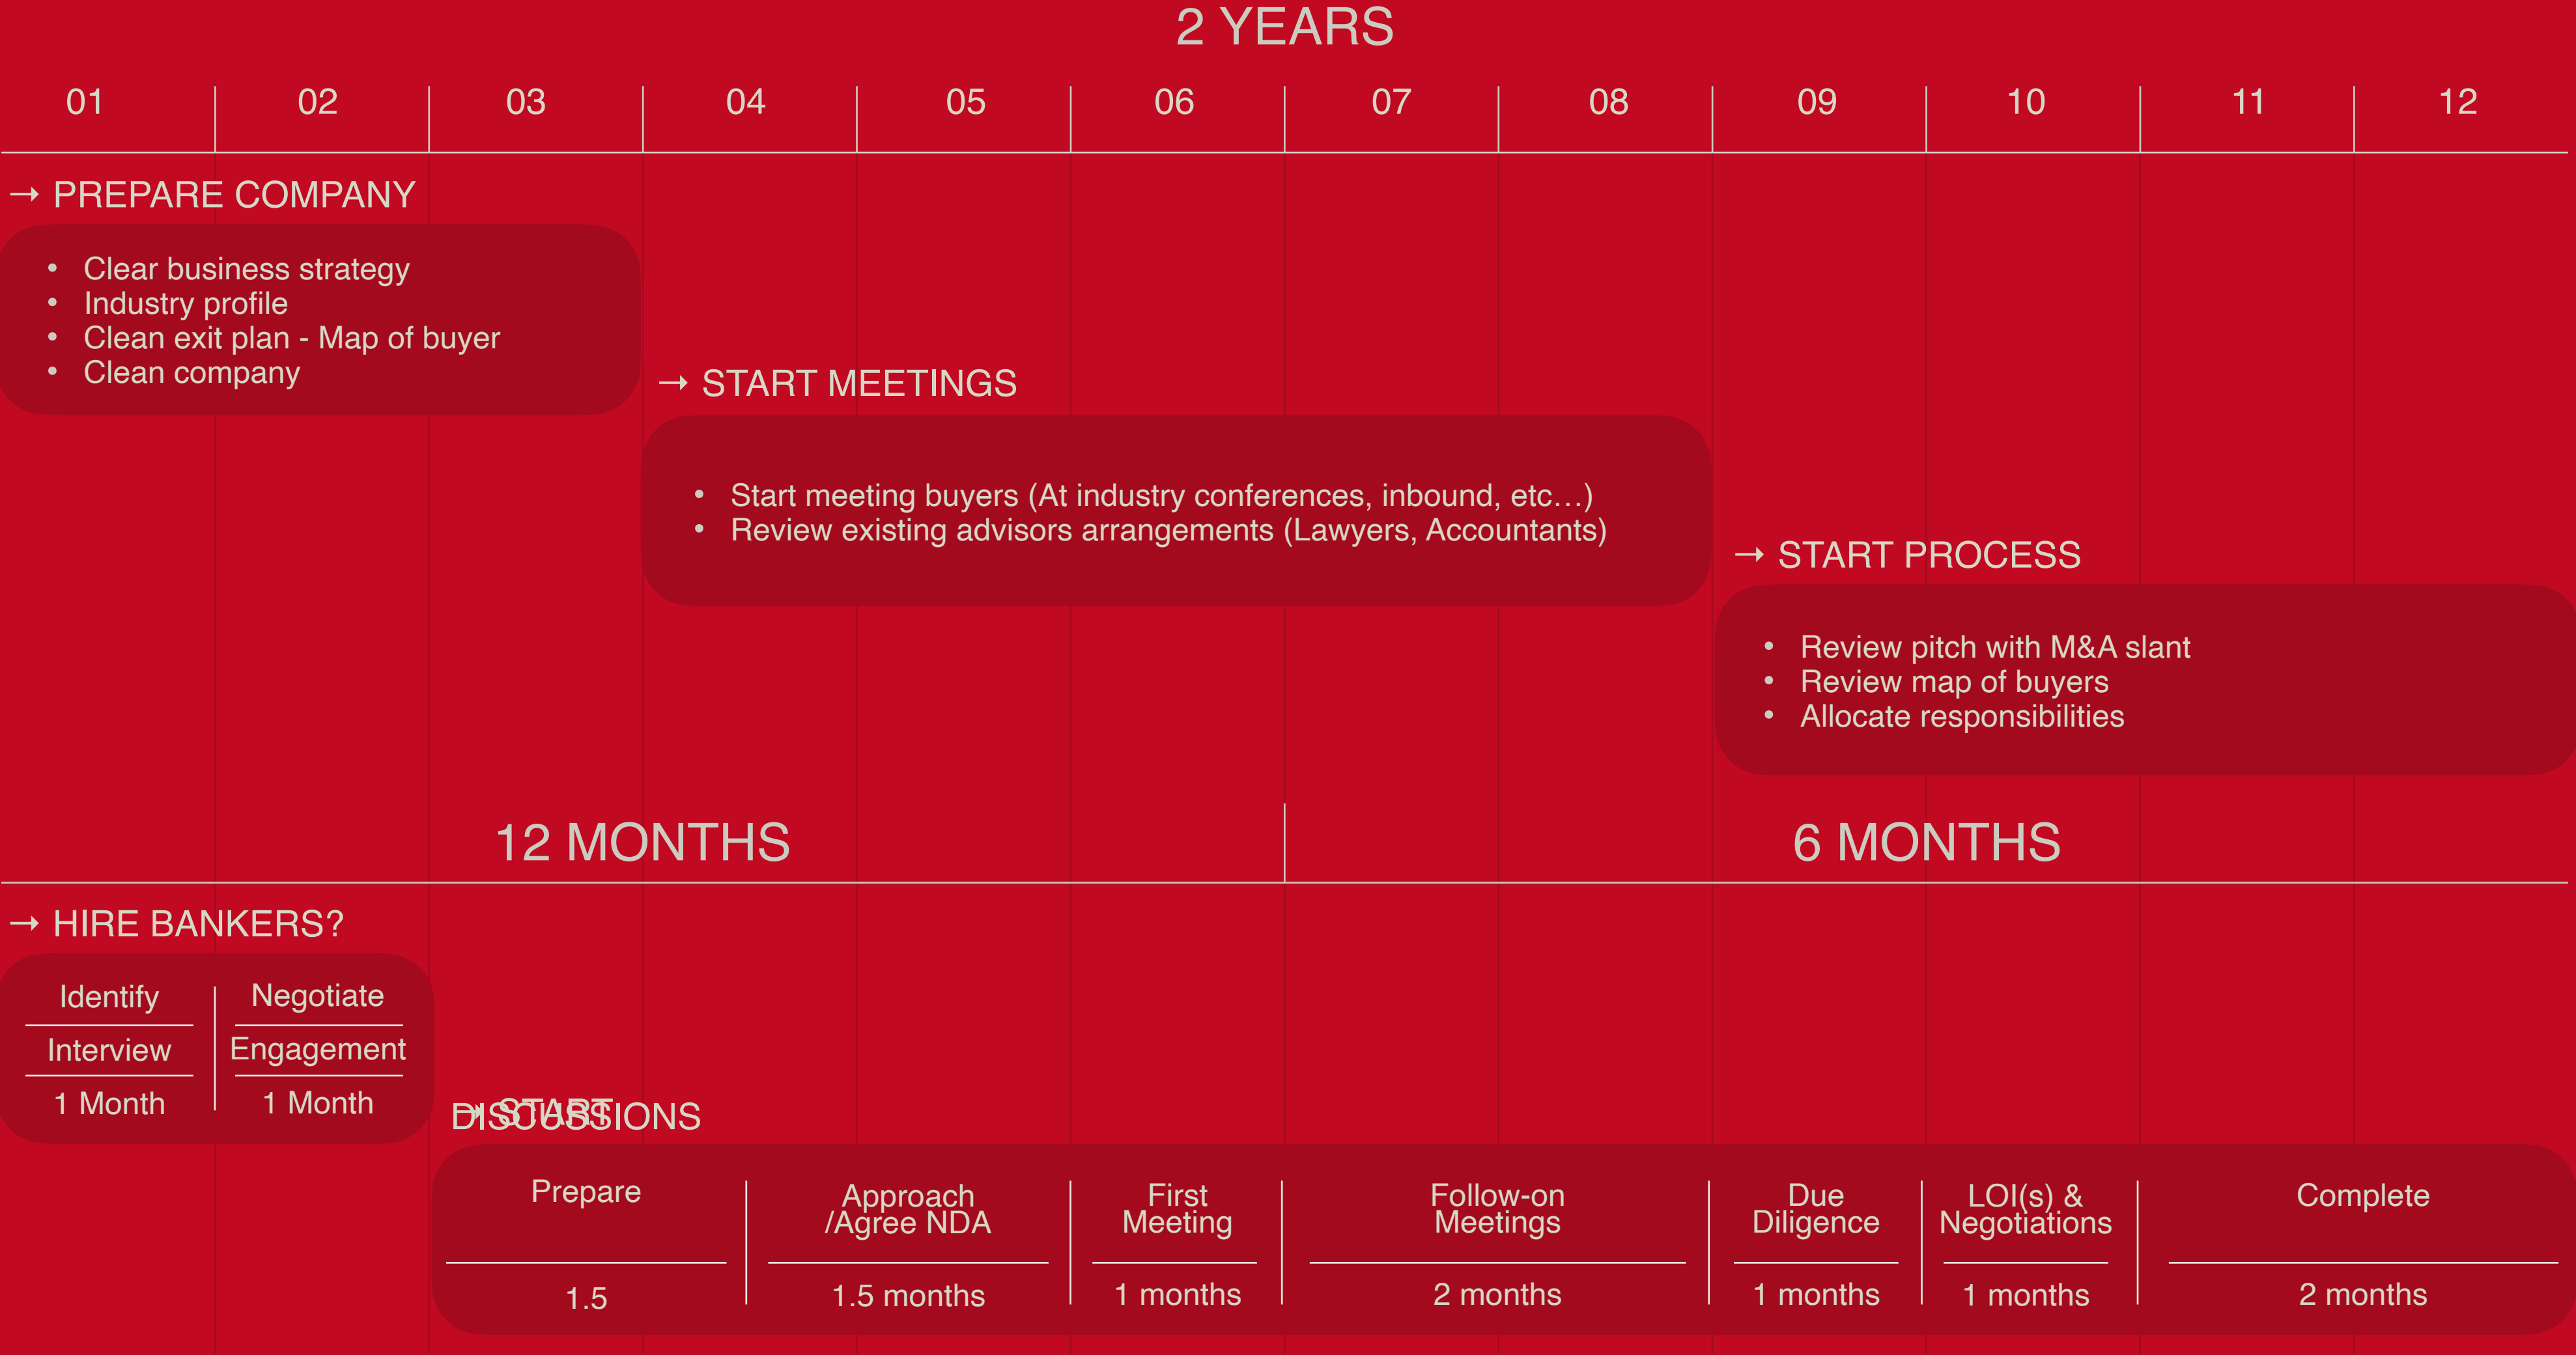 2 YEARS
01 02 03 04 05 06 07 08 09 10 11 12
→ PREPARE COMPANY
• Clear business strategy
• Industry profile
• Clean exit plan - Map of buyer
• Clean company
→ START MEETINGS
• Start meeting buyers (At industry conferences, inbound, etc…)
• Review existing advisors arrangements (Lawyers, Accountants)
→ START PROCESS
• Review pitch with M&A slant
• Review map of buyers
• Allocate responsibilities
12 MONTHS
6 MONTHS
→ HIRE BANKERS?
Identify
Interview
1 Month
Negotiate
Engagement
1 Month
→ START
DISCUSSIONS
Prepare
1.5
Approach
/Agree NDA
1.5 months
First
Meeting
1 months
Follow-on
Meetings
2 months
Due
Diligence
1 months
LOI(s) &
Negotiations
1 months
Complete
2 months